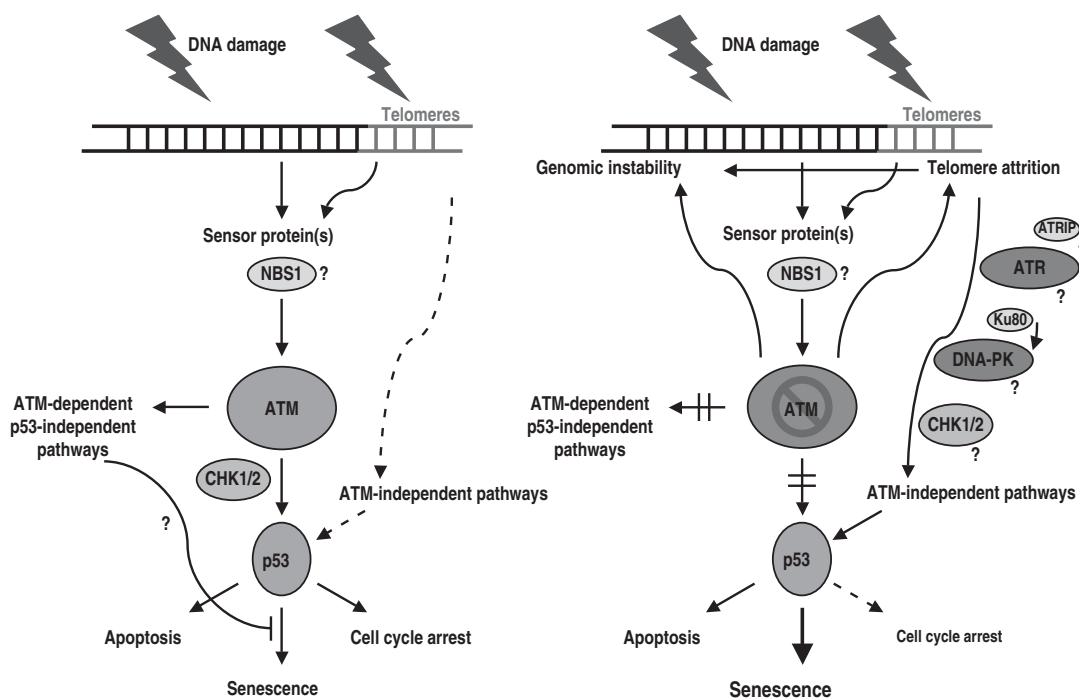 DNA damage
Telomeres
Sensor protein(s)
NBS1 ?
ATM
ATM-dependent
p53-independent
pathways
CHK1/2
ATM-independent pathways
?
p53
Apoptosis
Cell cycle arrest
Senescence
DNA damage
Telomeres
Genomic instability
Telomere attrition
Sensor protein(s)
NBS1 ?
ATRIP
ATR
?
Ku80
DNA-PK
?
ATM
ATM-dependent
p53-independent
pathways
CHK1/2
?
ATM-independent pathways
p53
Apoptosis
Cell cycle arrest
Senescence